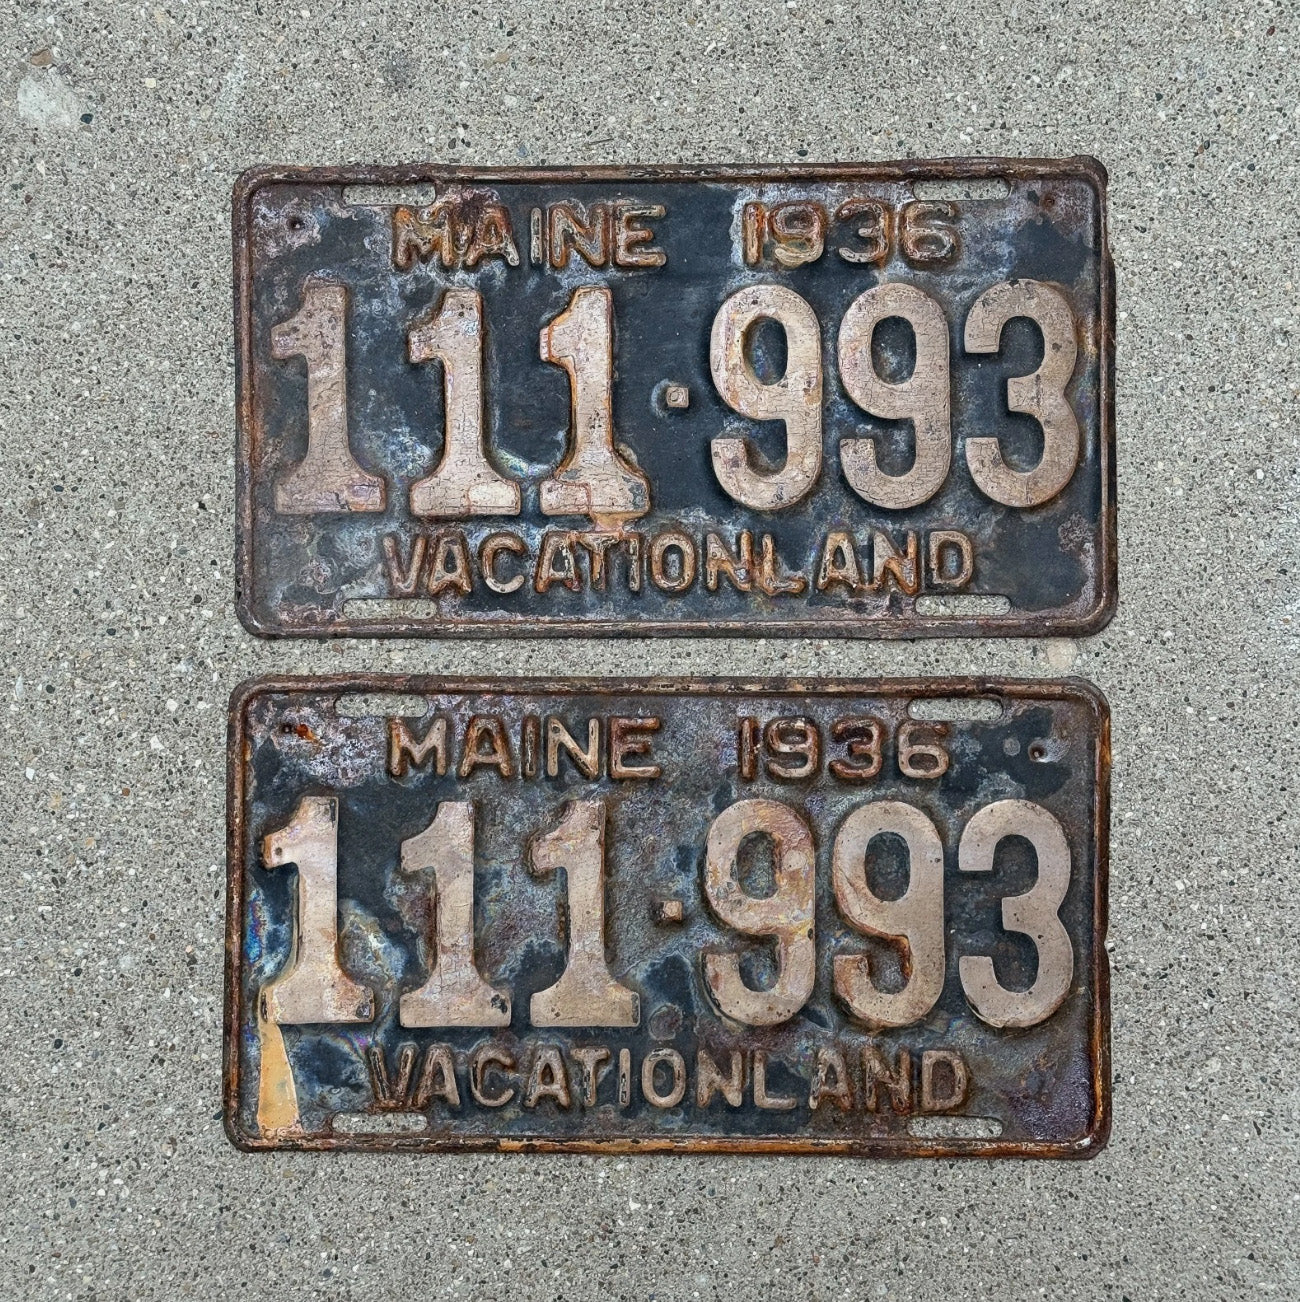 MAINE 1936
111·993
VACATIONLAND
MAINE 1936
111·993
VACATIONLAND